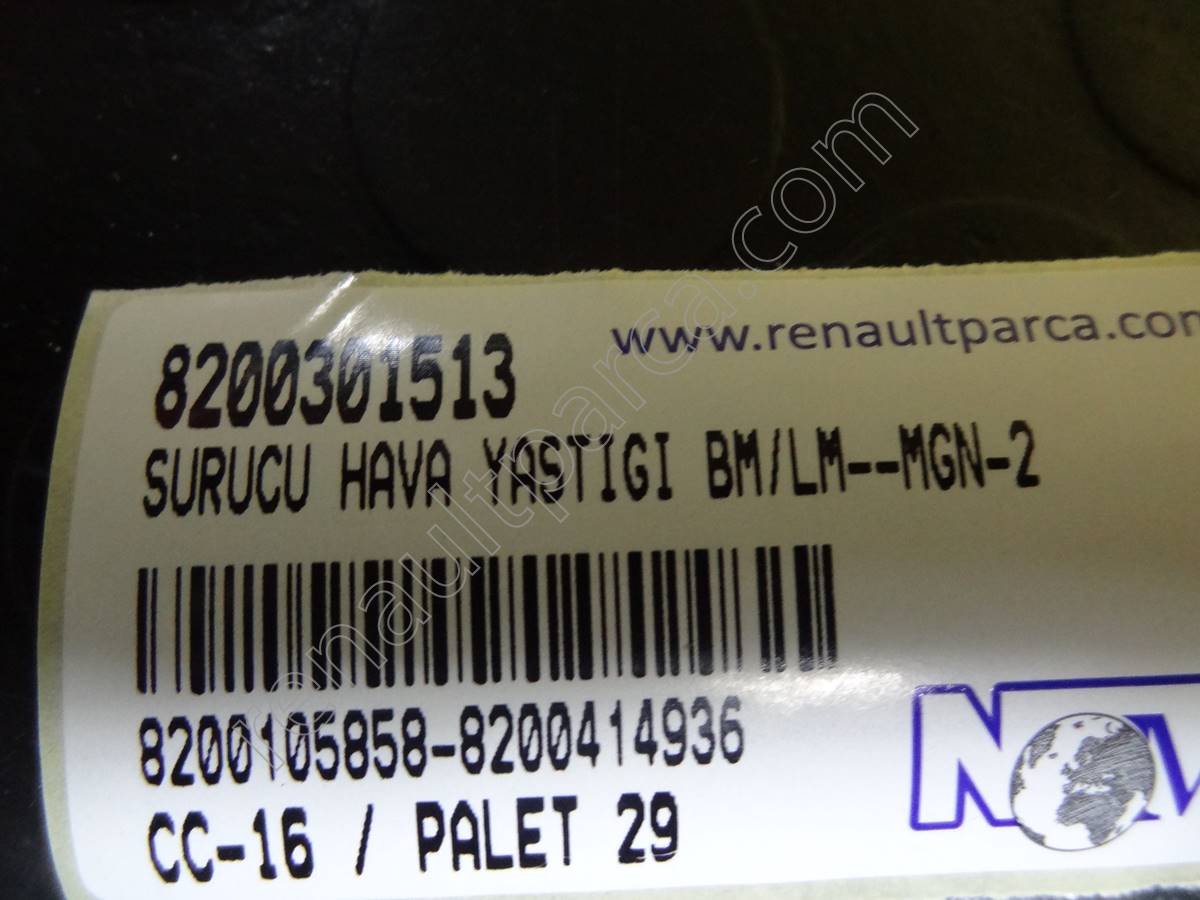 www.renaultparca.com
8200301513
SURUCU HAVA YASTIGI BM/LM--MGN-2
8200105858-8200414936
CC-16 / PALET 29
renaultparca.com